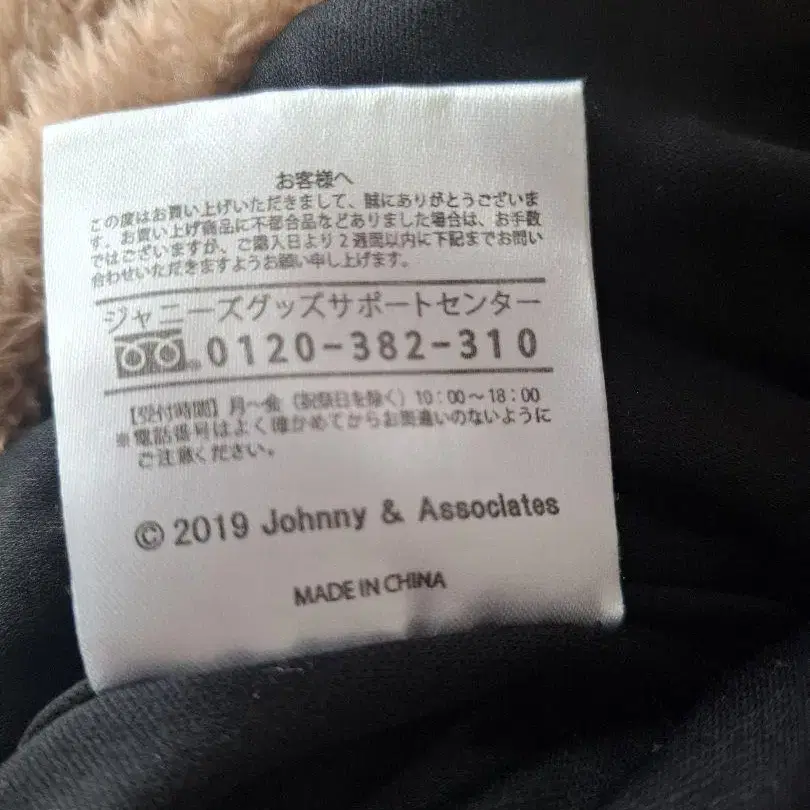 お客様へ
この度はお買い上げいただきまして、誠にありがとうございま
す。お買い上げ商品に不都合品などありました場合は、お手数
ではございますが、ご購入日より2週間以内に下記までお問い
合わせいただきますようお願い申し上げます。
ジャニーズグッズサポートセンター
0120-382-310
【受付時間】月～金（祝祭日を除く）10:00～18:00
※電話番号はよく確かめてからお間違いのないように
ご注意ください。
© 2019 Johnny & Associates
MADE IN CHINA